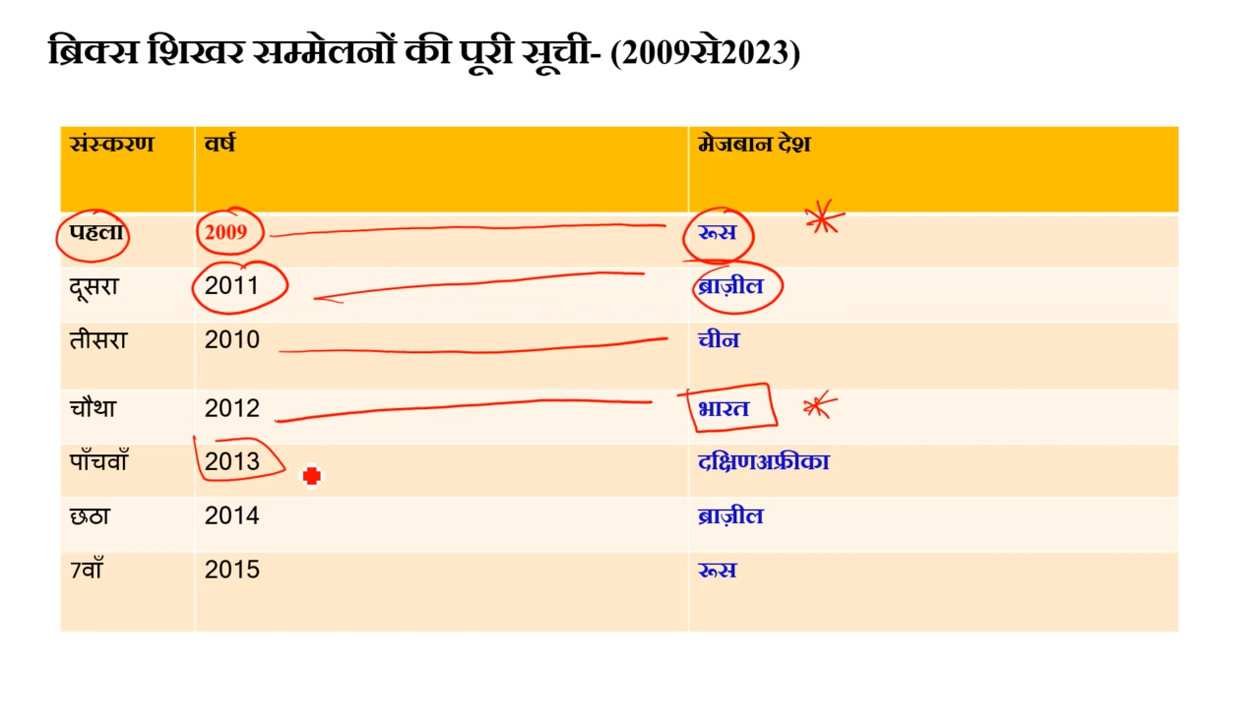 ब्रिक्स शिखर सम्मेलनों की पूरी सूची- (2009से2023)
संस्करण वर्ष मेजबान देश
पहला 2009 रूस
दूसरा 2011 ब्राज़ील
तीसरा 2010 चीन
चौथा 2012 भारत
पाँचवाँ 2013 दक्षिणअफ्रीका
छठा 2014 ब्राज़ील
7वाँ 2015 रूस